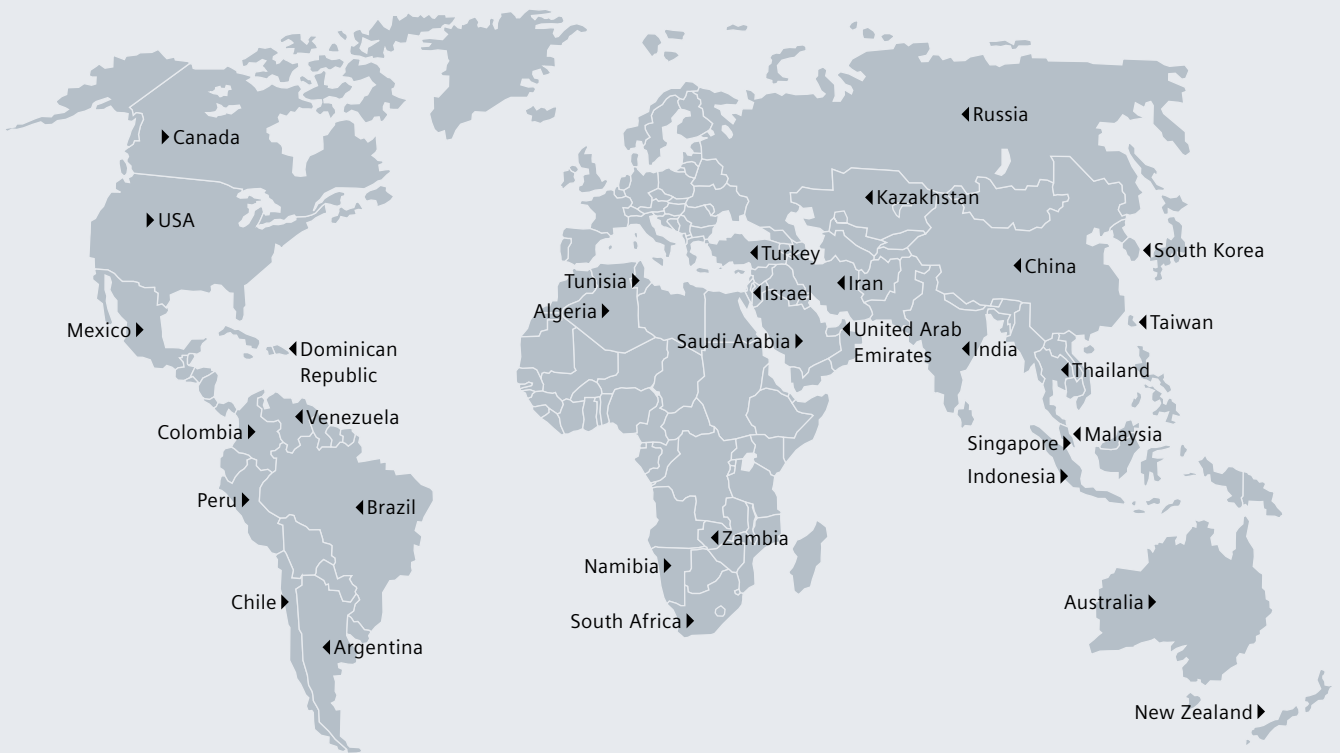 Russia
Canada
Kazakhstan
USA
South Korea
Turkey
China
Tunisia
Iran
Israel
Algeria
Taiwan
Mexico
United Arab
Emirates
Saudi Arabia
India
Dominican
Republic
Thailand
Venezuela
Colombia
Malaysia
Singapore
Indonesia
Peru
Brazil
Zambia
Namibia
Chile
Australia
South Africa
Argentina
New Zealand